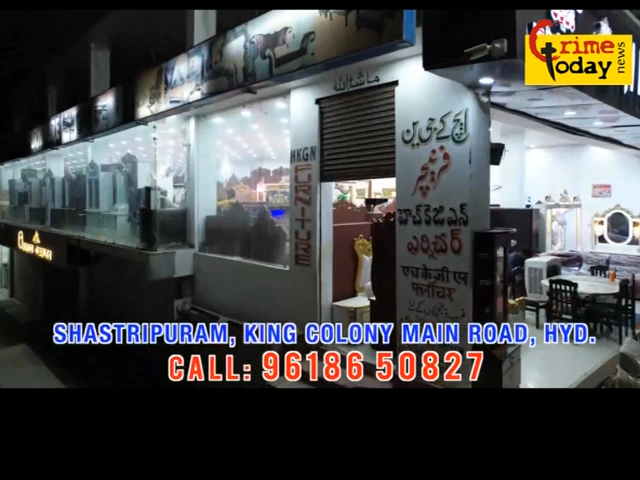 Crime
Today
news
ماشاءاللہ
HKGN
FURNITURE
ایچ کے جی ین
فرنیچر
హెచ్ కె జి ఎన్
ఫర్నిచర్
एच के जी एन
फर्नीचर
SHASTRIPURAM, KING COLONY MAIN ROAD, HYD.
CALL: 96186 50827